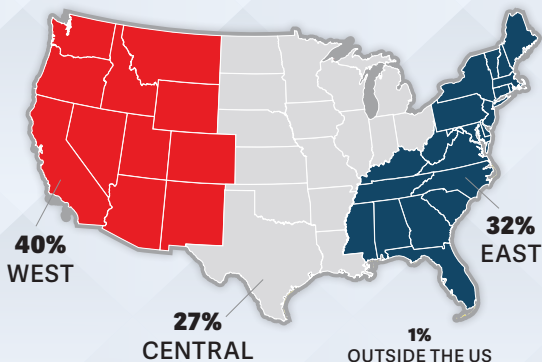 40%
WEST
32%
EAST
27%
CENTRAL
1%
OUTSIDE THE US